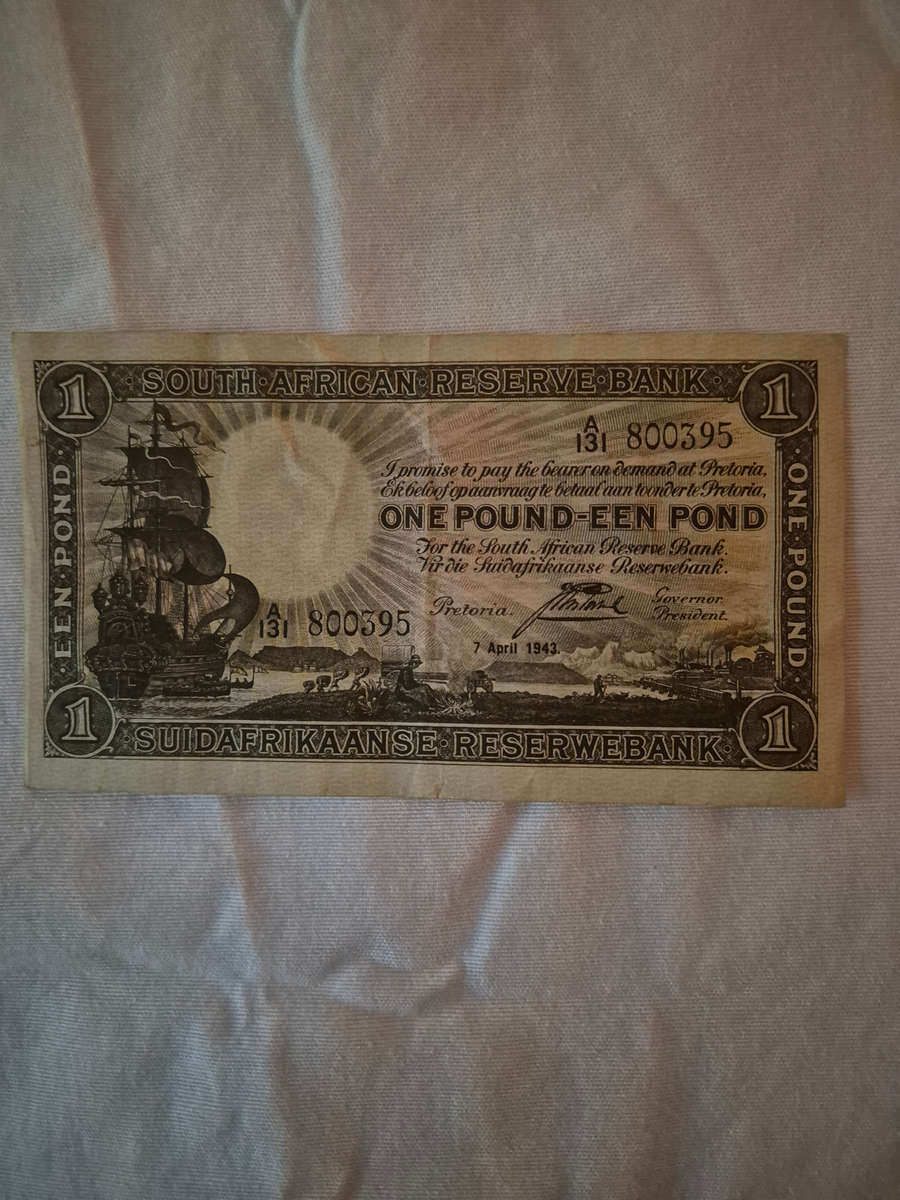 1 SOUTH·AFRICAN·RESERVE·BANK 1
A
131 800395
I promise to pay the bearer on demand at Pretoria,
Ek beloof op aanvraag te betaal aan toonder te Pretoria,
ONE POUND-EEN POND
For the South African Reserve Bank.
Vir die Suidafrikaanse Reserwebank.
Pretoria.
Governor
President.
7 April 1943.
A
131 800395
EEN·POND
ONE·POUND
1 SUIDAFRIKAANSE·RESERWEBANK 1